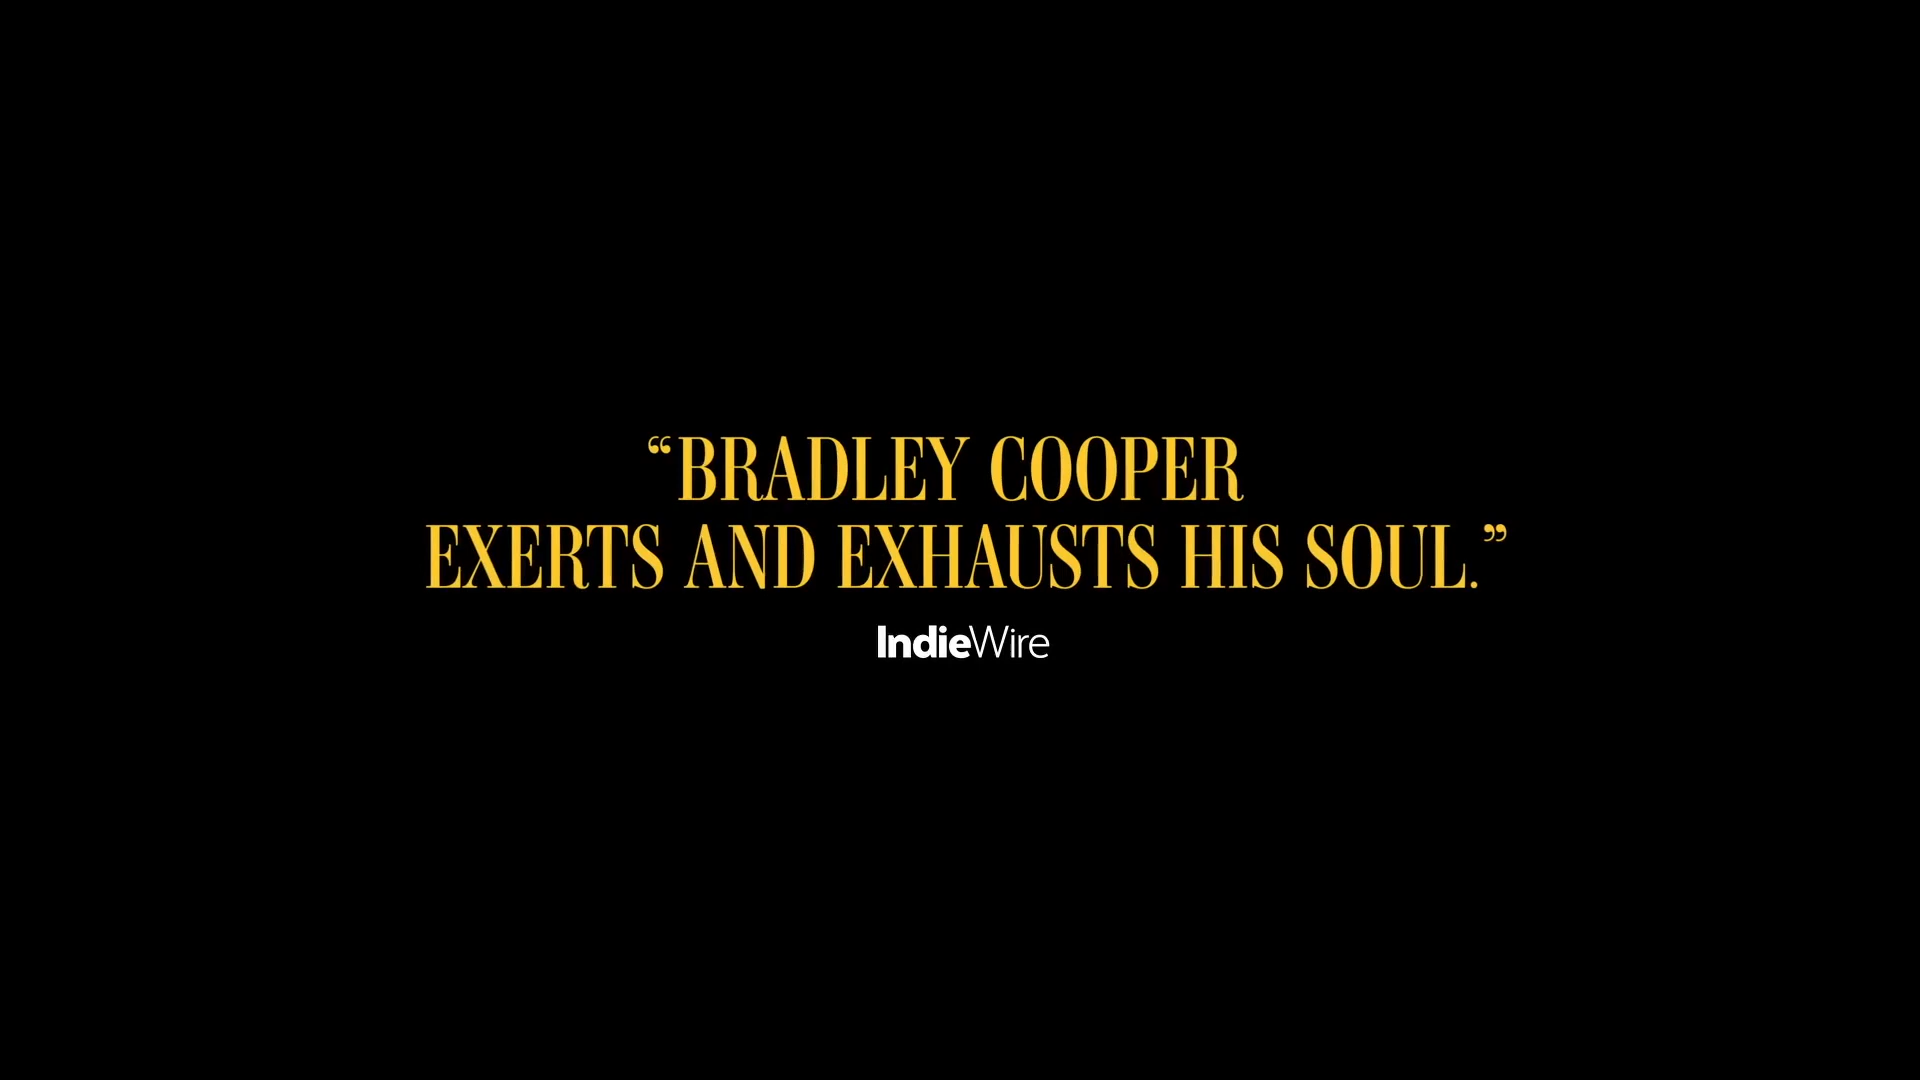 “BRADLEY COOPER
EXERTS AND EXHAUSTS HIS SOUL.”
IndieWire